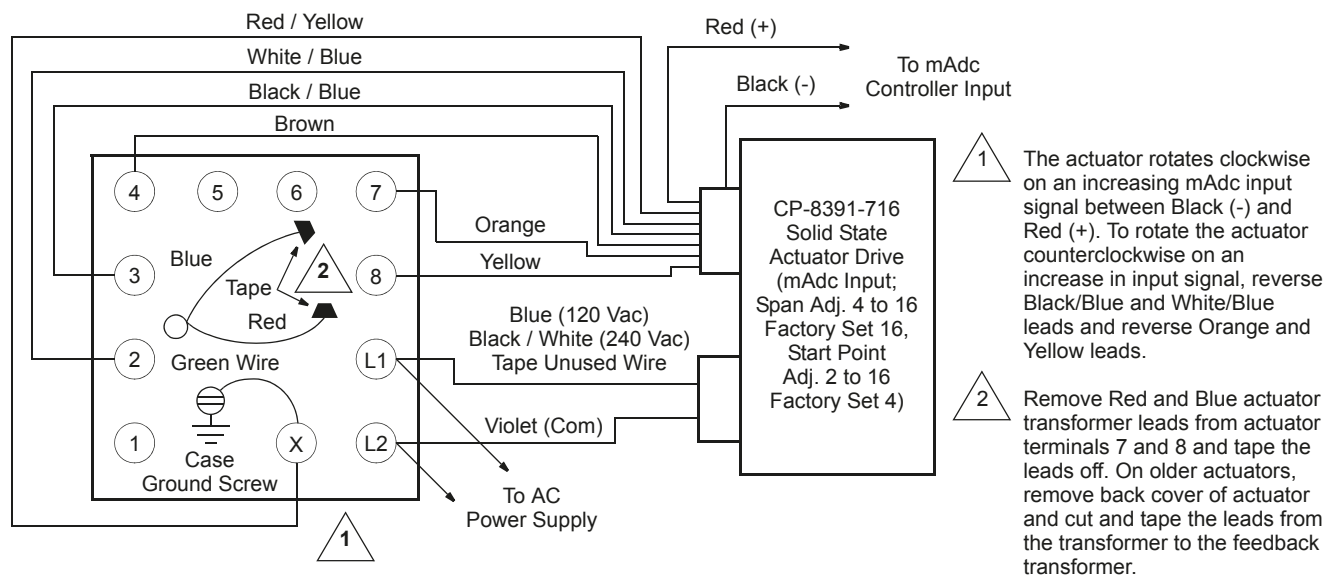 Red / Yellow
White / Blue
Black / Blue
Brown
Red (+)
Black (-)
To mAdc
Controller Input
4
5
6
7
3
8
2
L1
1
X
L2
Blue
Tape
2
Red
Green Wire
Case
Ground Screw
Orange
Yellow
Blue (120 Vac)
Black / White (240 Vac)
Tape Unused Wire
Violet (Com)
To AC
Power Supply
1
CP-8391-716
Solid State
Actuator Drive
(mAdc Input;
Span Adj. 4 to 16
Factory Set 16,
Start Point
Adj. 2 to 16
Factory Set 4)
1
The actuator rotates clockwise
on an increasing mAdc input
signal between Black (-) and
Red (+). To rotate the actuator
counterclockwise on an
increase in input signal, reverse
Black/Blue and White/Blue
leads and reverse Orange and
Yellow leads.
2
Remove Red and Blue actuator
transformer leads from actuator
terminals 7 and 8 and tape the
leads off. On older actuators,
remove back cover of actuator
and cut and tape the leads from
the transformer to the feedback
transformer.